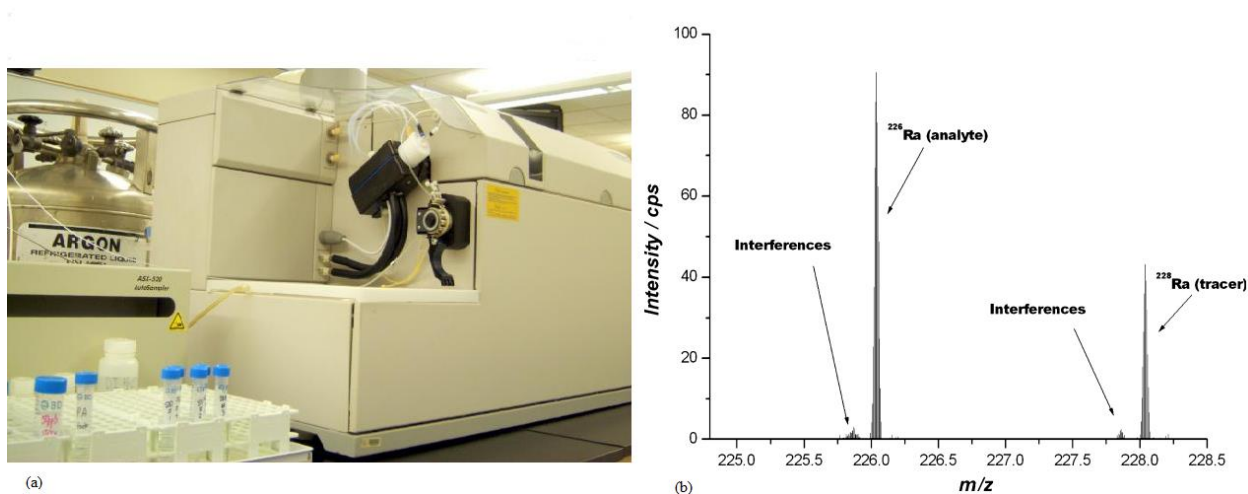 ARGON
REFRIGERATED LIQUID
ASX-520
AutoSampler
(a)
100
80
60
40
20
0
Intensity / cps
²²⁶Ra (analyte)
Interferences
Interferences
²²⁸Ra (tracer)
225.0 225.5 226.0 226.5 227.0 227.5 228.0 228.5
m/z
(b)